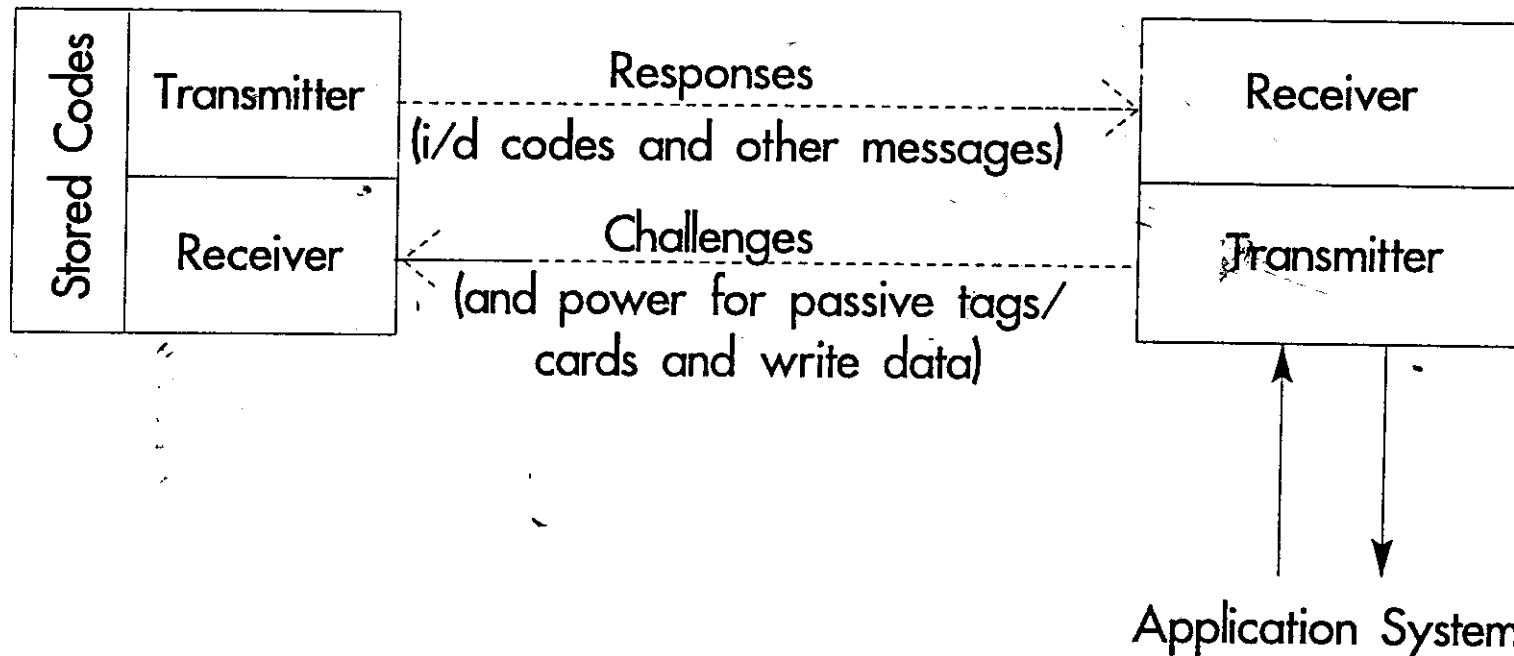 Stored Codes
Transmitter
Receiver
Responses
(i/d codes and other messages)
Challenges
(and power for passive tags/
cards and write data)
Receiver
Transmitter
Application System